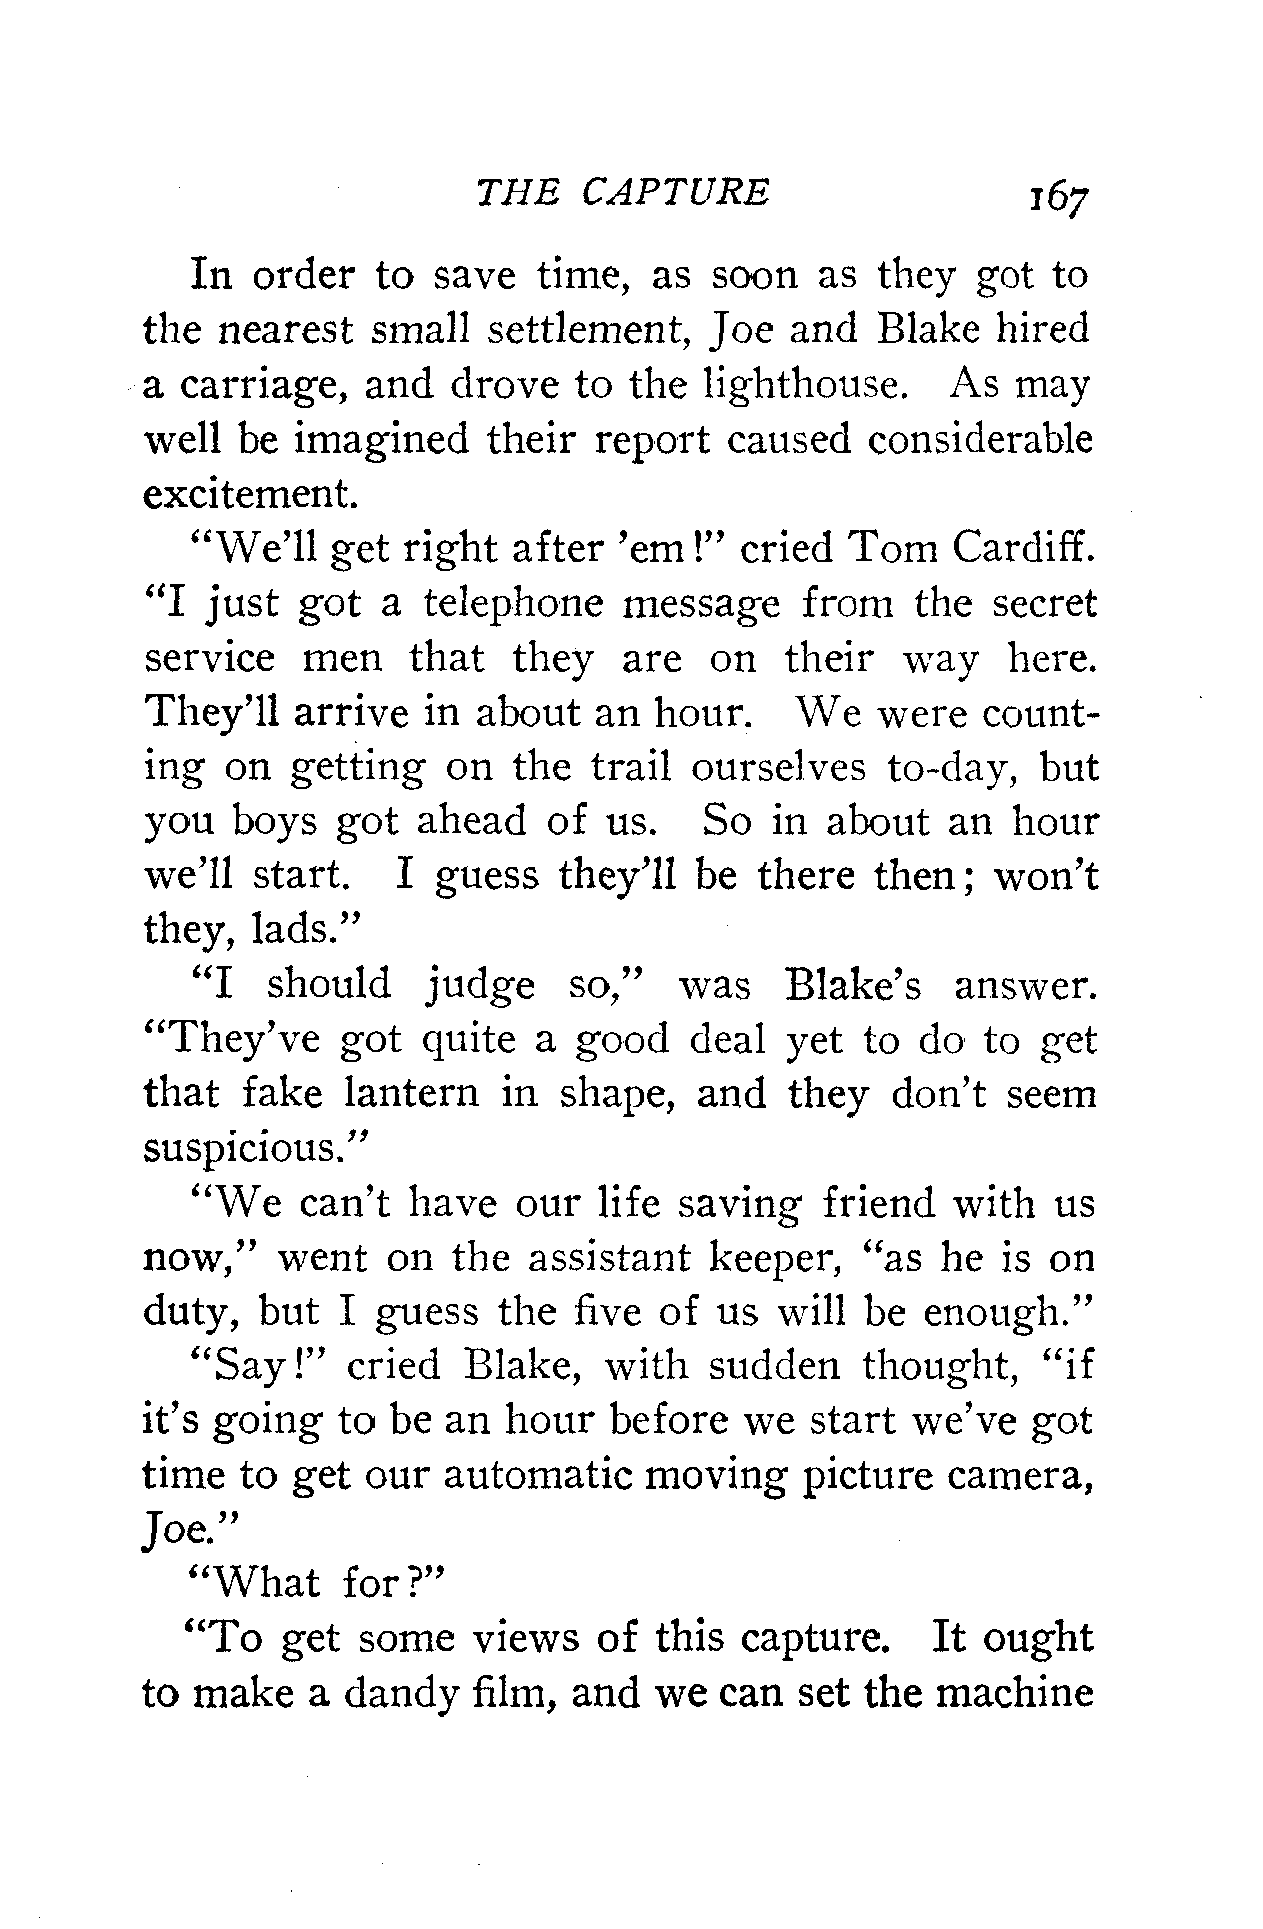 THE CAPTURE 167
In order to save time, as soon as they got to
the nearest small settlement, Joe and Blake hired
a carriage, and drove to the lighthouse. As may
well be imagined their report caused considerable
excitement.
“We’ll get right after ’em!” cried Tom Cardiff.
“I just got a telephone message from the secret
service men that they are on their way here.
They’ll arrive in about an hour. We were count-
ing on getting on the trail ourselves to-day, but
you boys got ahead of us. So in about an hour
we’ll start. I guess they’ll be there then; won’t
they, lads.”
“I should judge so,” was Blake’s answer.
“They’ve got quite a good deal yet to do to get
that fake lantern in shape, and they don’t seem
suspicious.”
“We can’t have our life saving friend with us
now,” went on the assistant keeper, “as he is on
duty, but I guess the five of us will be enough.”
“Say!” cried Blake, with sudden thought, “if
it’s going to be an hour before we start we’ve got
time to get our automatic moving picture camera,
Joe.”
“What for?”
“To get some views of this capture. It ought
to make a dandy film, and we can set the machine